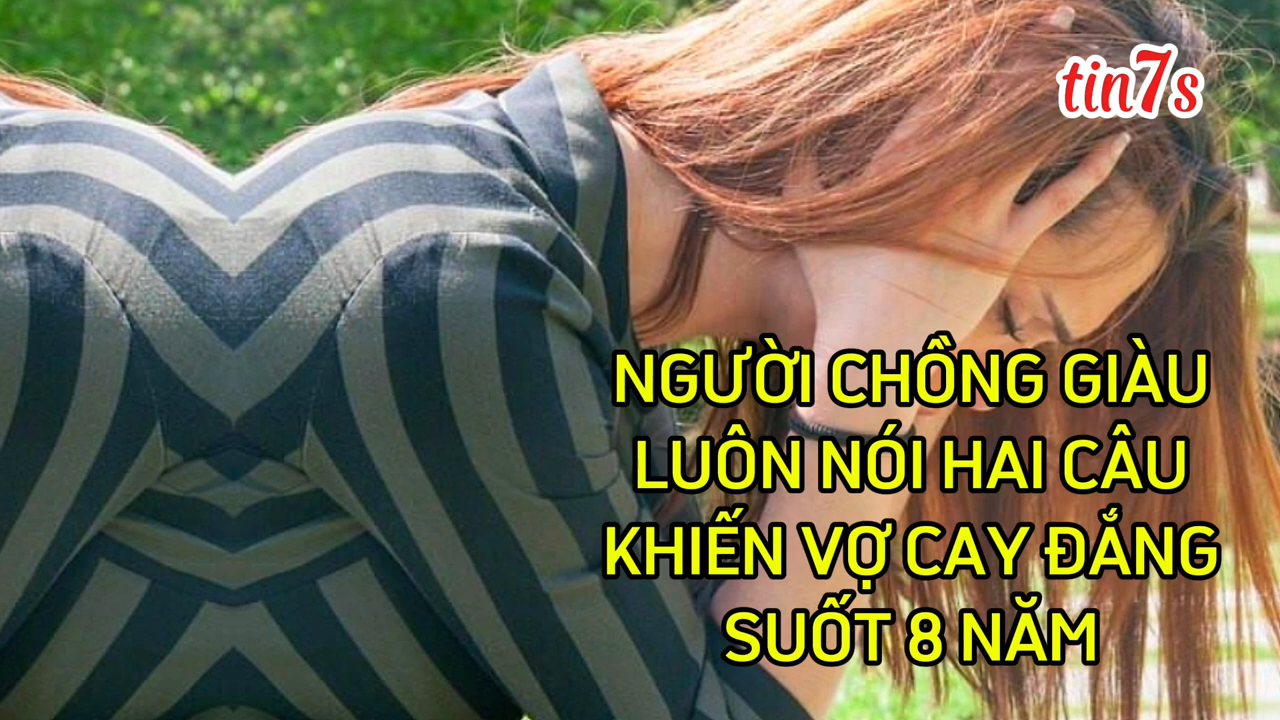 tin7s
NGƯỜI CHỒNG GIÀU
LUÔN NÓI HAI CÂU
KHIẾN VỢ CAY ĐẮNG
SUỐT 8 NĂM